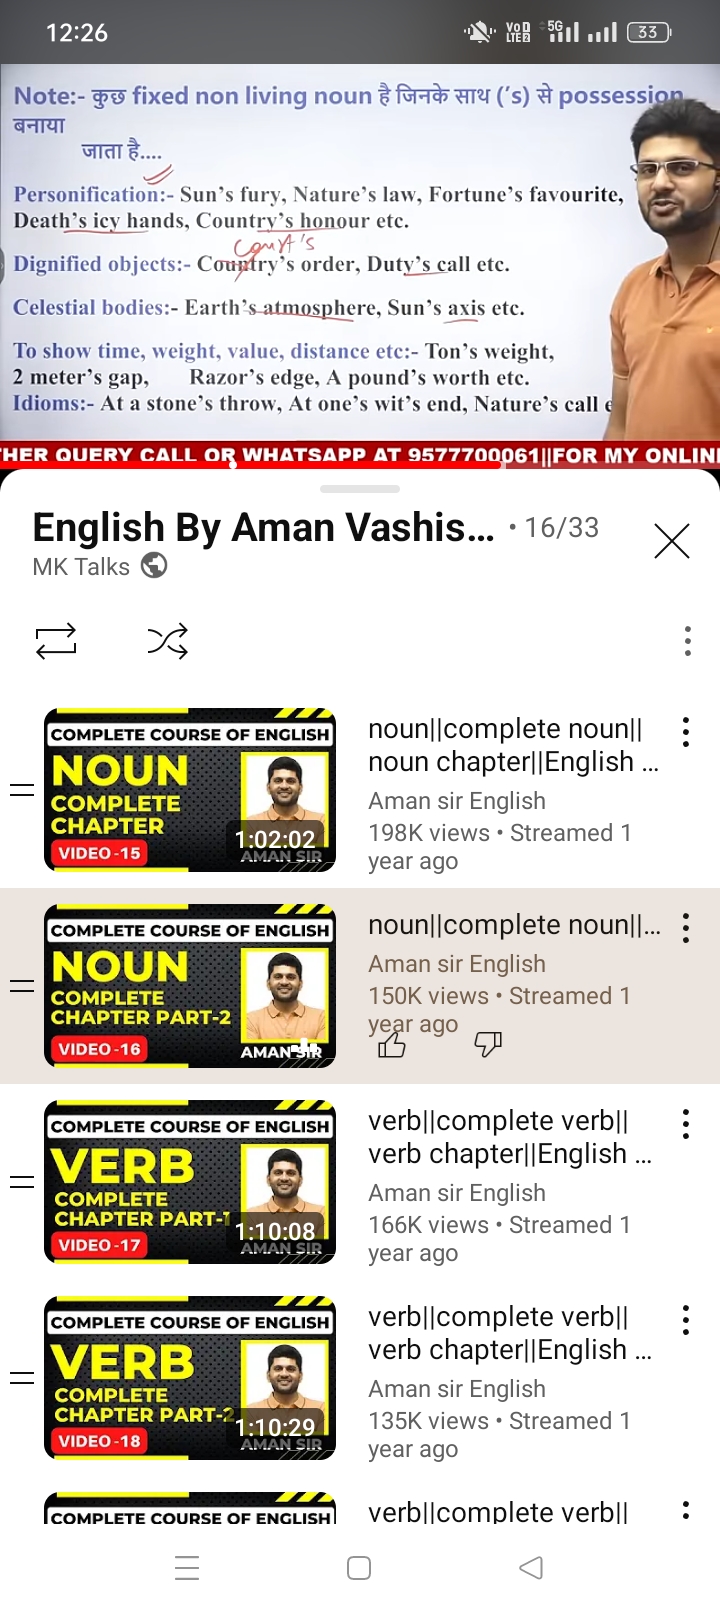 12:26
Vo D
LTE 2
5G
33
Note:- कुछ fixed non living noun है जिनके साथ ('s) से possession
बनाया
जाता है....
Personification:- Sun's fury, Nature's law, Fortune's favourite,
Death's icy hands, Country's honour etc.
Court's
Dignified objects:- Country's order, Duty's call etc.
Celestial bodies:- Earth's atmosphere, Sun's axis etc.
To show time, weight, value, distance etc:- Ton's weight,
2 meter's gap, Razor's edge, A pound's worth etc.
Idioms:- At a stone's throw, At one's wit's end, Nature's call e
HER QUERY CALL OR WHATSAPP AT 9577700061||FOR MY ONLIN
English By Aman Vashis... • 16/33
MK Talks
COMPLETE COURSE OF ENGLISH
NOUN
COMPLETE
CHAPTER
VIDEO -15
1:02:02
AMAN SIR
noun||complete noun||
noun chapter||English ...
Aman sir English
198K views • Streamed 1
year ago
COMPLETE COURSE OF ENGLISH
NOUN
COMPLETE
CHAPTER PART-2
VIDEO -16
AMAN SIR
noun||complete noun||...
Aman sir English
150K views • Streamed 1
year ago
COMPLETE COURSE OF ENGLISH
VERB
COMPLETE
CHAPTER PART-1
VIDEO -17
1:10:08
AMAN SIR
verb||complete verb||
verb chapter||English ...
Aman sir English
166K views • Streamed 1
year ago
COMPLETE COURSE OF ENGLISH
VERB
COMPLETE
CHAPTER PART-2
VIDEO -18
1:10:29
AMAN SIR
verb||complete verb||
verb chapter||English ...
Aman sir English
135K views • Streamed 1
year ago
COMPLETE COURSE OF ENGLISH
verb||complete verb||